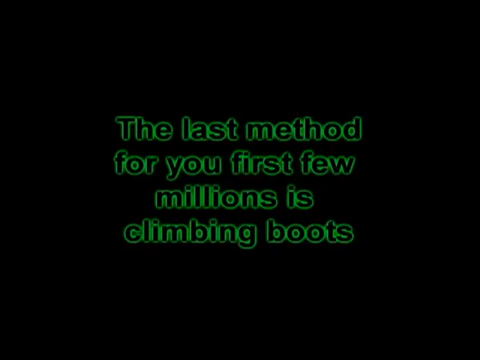 The last method
for you first few
millions is
climbing boots